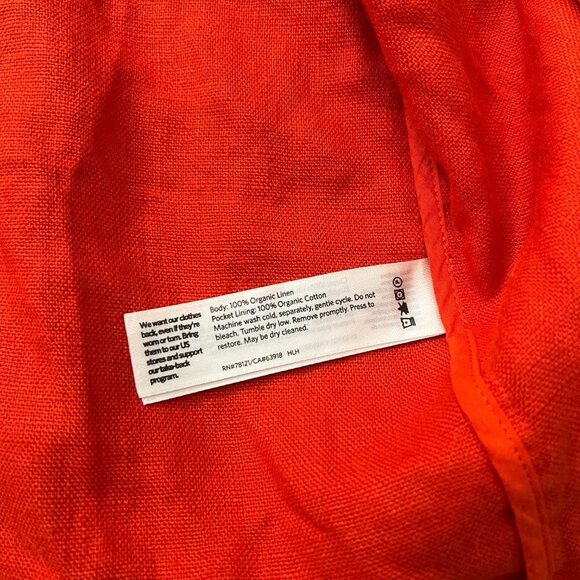 We want our clothes
back, even if they're
worn or torn. Bring
them to our US
stores and support
our take-back
program.
Body: 100% Organic Linen
Pocket Lining: 100% Organic Cotton
Machine wash cold, separately, gentle cycle. Do not
bleach. Tumble dry low. Remove promptly. Press to
restore. May be dry cleaned.
RN#78121/CA#63918 HLH